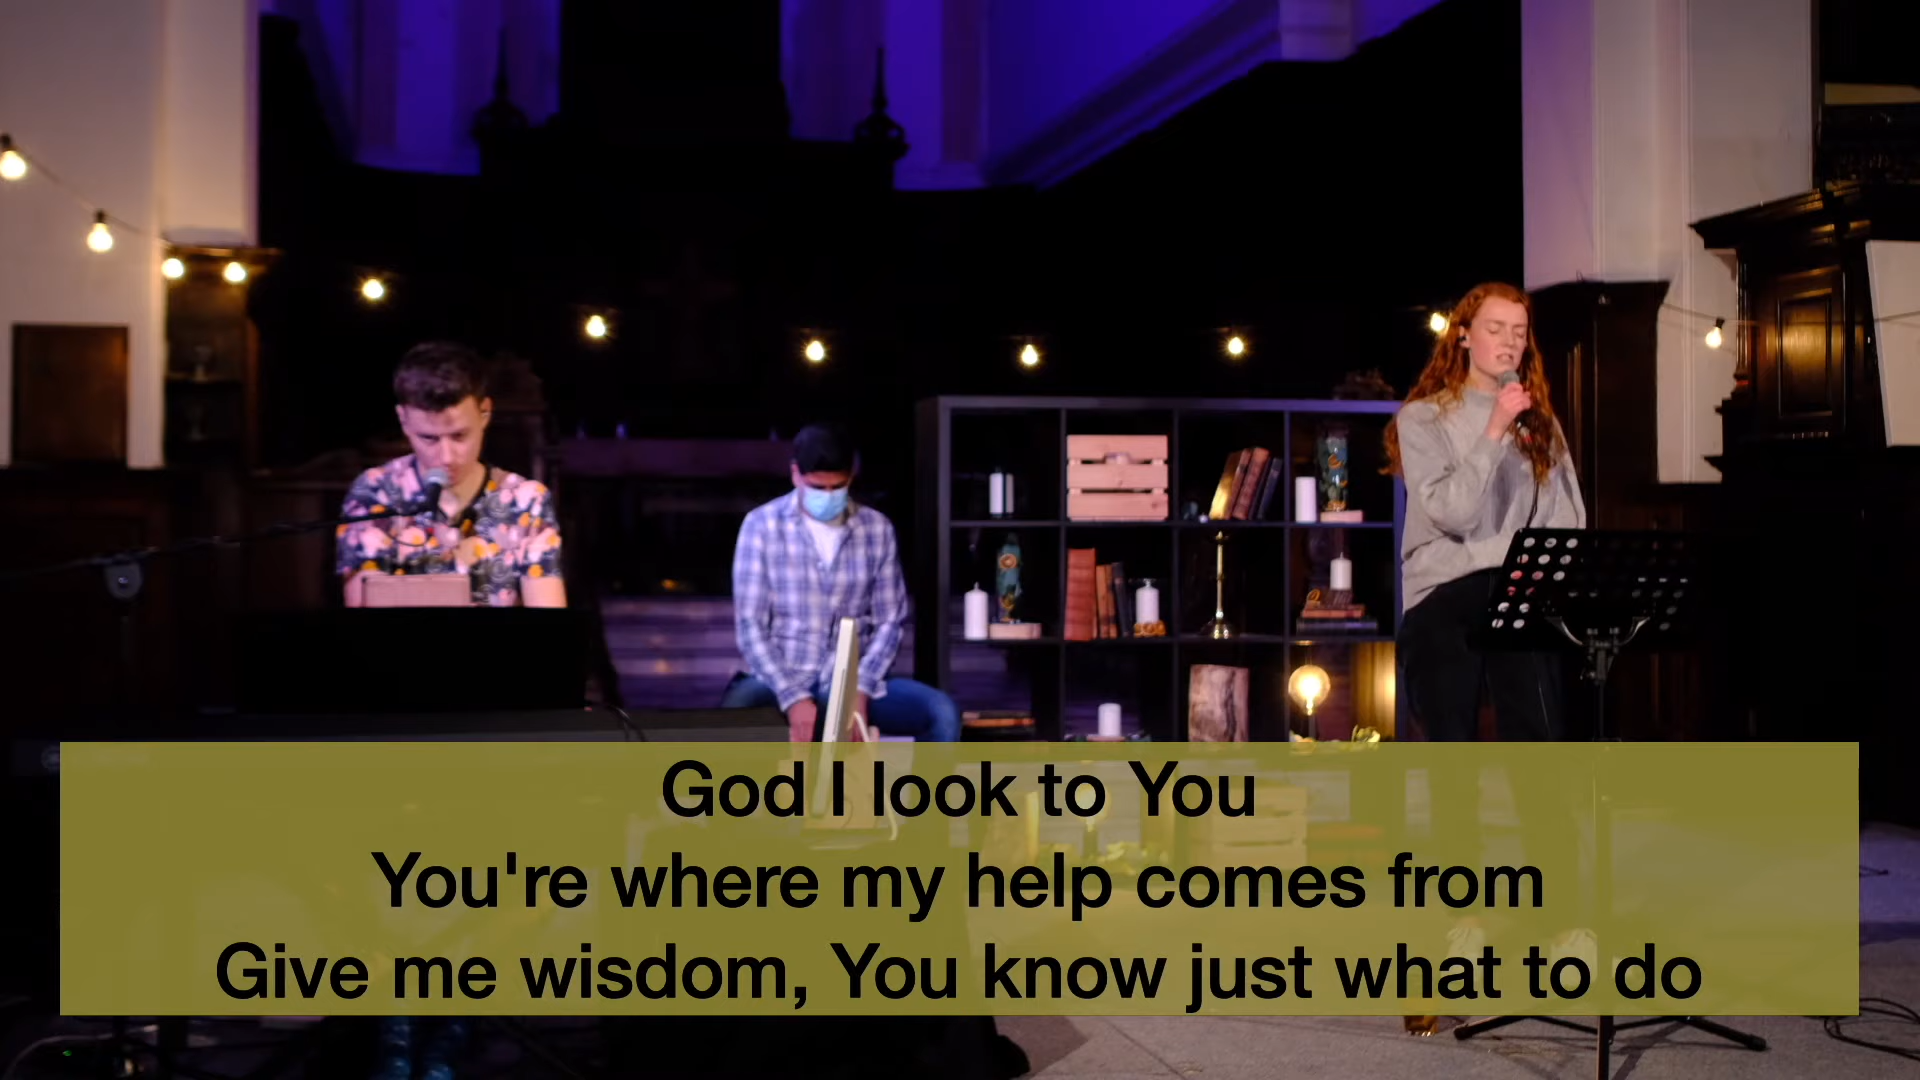 God I look to You
You're where my help comes from
Give me wisdom, You know just what to do